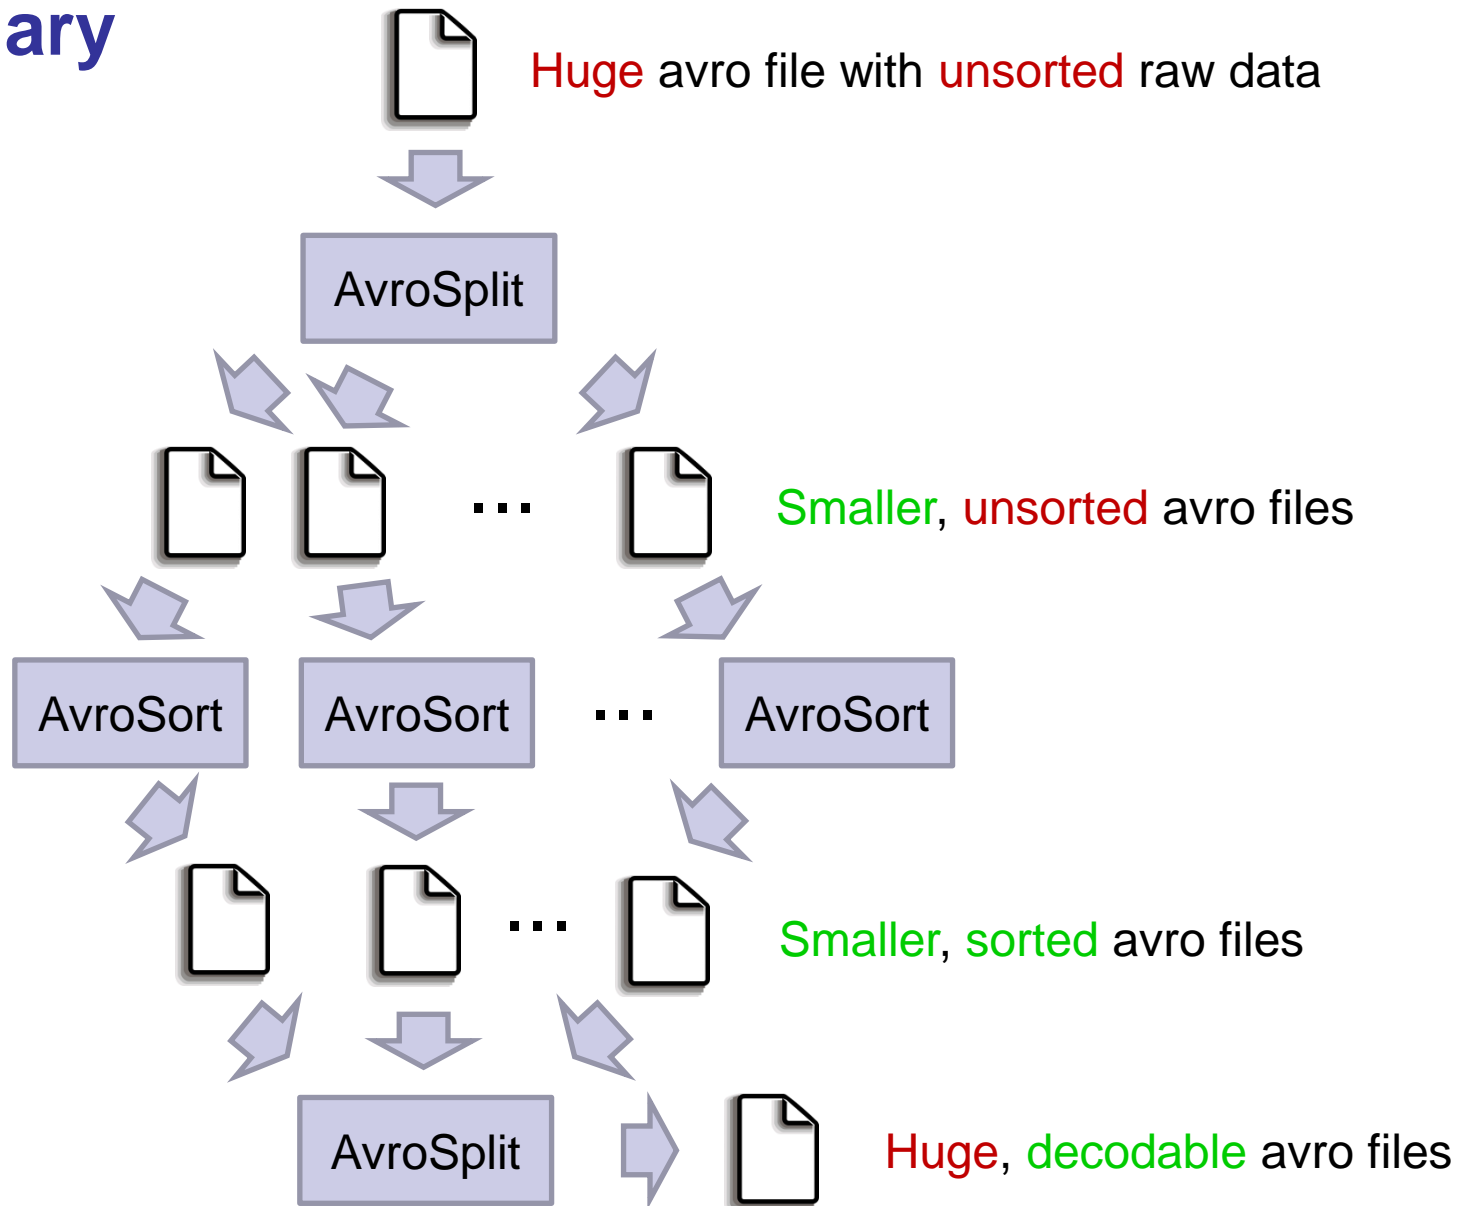 ary
Huge avro file with unsorted raw data
AvroSplit
...
Smaller, unsorted avro files
AvroSort AvroSort ... AvroSort
...
Smaller, sorted avro files
AvroSplit
Huge, decodable avro files